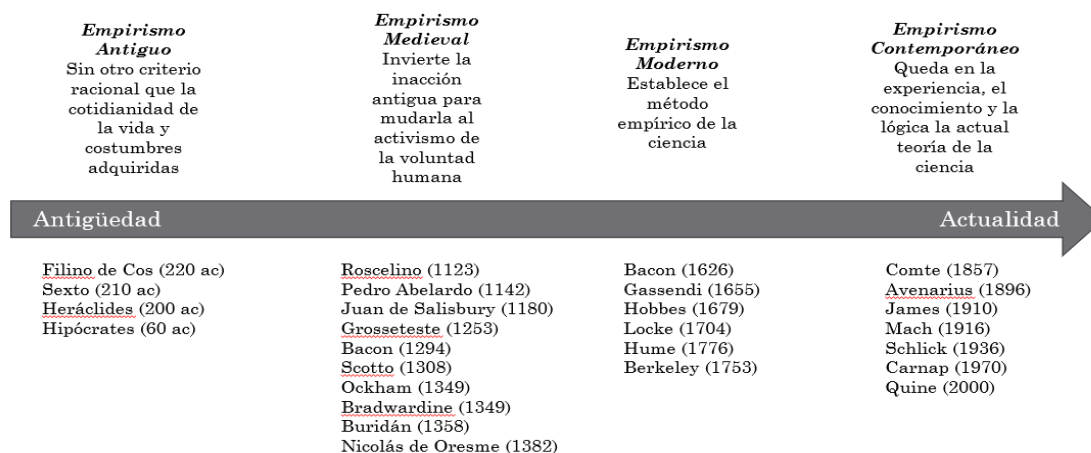 Empirismo
Antiguo
Sin otro criterio
racional que la
cotidianidad de
la vida y
costumbres
adquiridas
Empirismo
Medieval
Invierte la
inacción
antigua para
mudarla al
activismo de
la voluntad
humana
Empirismo
Moderno
Establece el
método
empírico de la
ciencia
Empirismo
Contemporáneo
Queda en la
experiencia, el
conocimiento y la
lógica la actual
teoría de la
ciencia
Antigüedad
Actualidad
Filino de Cos (220 ac)
Sexto (210 ac)
Heráclides (200 ac)
Hipócrates (60 ac)
Roscelino (1123)
Pedro Abelardo (1142)
Juan de Salisbury (1180)
Grosseteste (1253)
Bacon (1294)
Scotto (1308)
Ockham (1349)
Bradwardine (1349)
Buridán (1358)
Nicolás de Oresme (1382)
Bacon (1626)
Gassendi (1655)
Hobbes (1679)
Locke (1704)
Hume (1776)
Berkeley (1753)
Comte (1857)
Avenarius (1896)
James (1910)
Mach (1916)
Schlick (1936)
Carnap (1970)
Quine (2000)